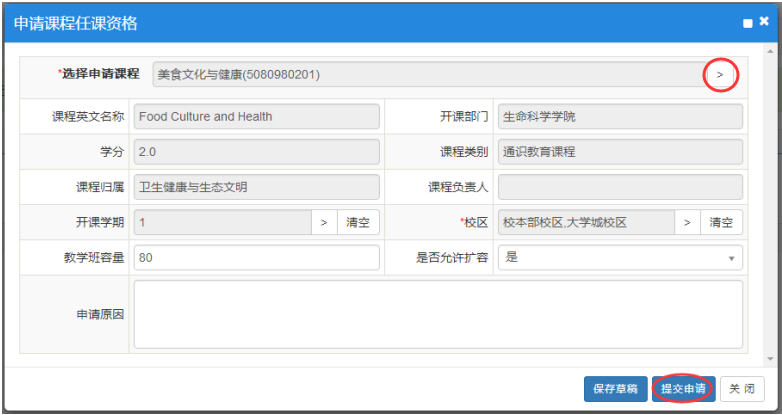 申请课程任课资格
*选择申请课程 美食文化与健康(5080980201) >
课程英文名称 Food Culture and Health 开课部门 生命科学学院
学分 2.0 课程类别 通识教育课程
课程归属 卫生健康与生态文明 课程负责人
开课学期 1 > 清空 *校区 校本部校区,大学城校区 > 清空
教学班容量 80 是否允许扩容 是
申请原因
保存草稿 提交申请 关 闭